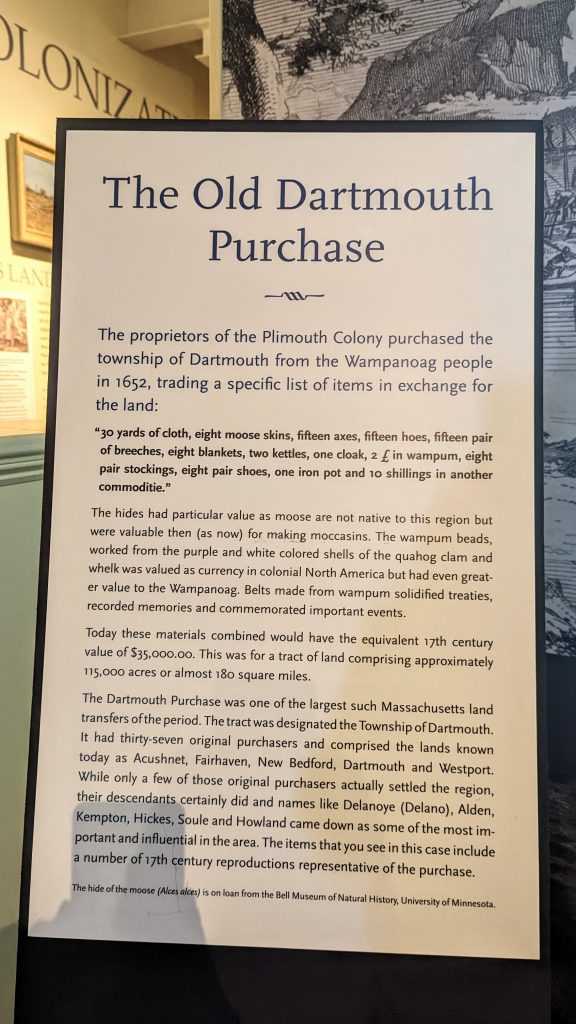 OLONIZAT
S LAN
The Old Dartmouth
Purchase
The proprietors of the Plimouth Colony purchased the
township of Dartmouth from the Wampanoag people
in 1652, trading a specific list of items in exchange for
the land:
“30 yards of cloth, eight moose skins, fifteen axes, fifteen hoes, fifteen pair
of breeches, eight blankets, two kettles, one cloak, 2 £ in wampum, eight
pair stockings, eight pair shoes, one iron pot and 10 shillings in another
commoditie.”
The hides had particular value as moose are not native to this region but
were valuable then (as now) for making moccasins. The wampum beads,
worked from the purple and white colored shells of the quahog clam and
whelk was valued as currency in colonial North America but had even great-
er value to the Wampanoag. Belts made from wampum solidified treaties,
recorded memories and commemorated important events.
Today these materials combined would have the equivalent 17th century
value of $35,000.00. This was for a tract of land comprising approximately
115,000 acres or almost 180 square miles.
The Dartmouth Purchase was one of the largest such Massachusetts land
transfers of the period. The tract was designated the Township of Dartmouth.
It had thirty-seven original purchasers and comprised the lands known
today as Acushnet, Fairhaven, New Bedford, Dartmouth and Westport.
While only a few of those original purchasers actually settled the region,
their descendants certainly did and names like Delanoye (Delano), Alden,
Kempton, Hickes, Soule and Howland came down as some of the most im-
portant and influential in the area. The items that you see in this case include
a number of 17th century reproductions representative of the purchase.
The hide of the moose (Alces alces) is on loan from the Bell Museum of Natural History, University of Minnesota.